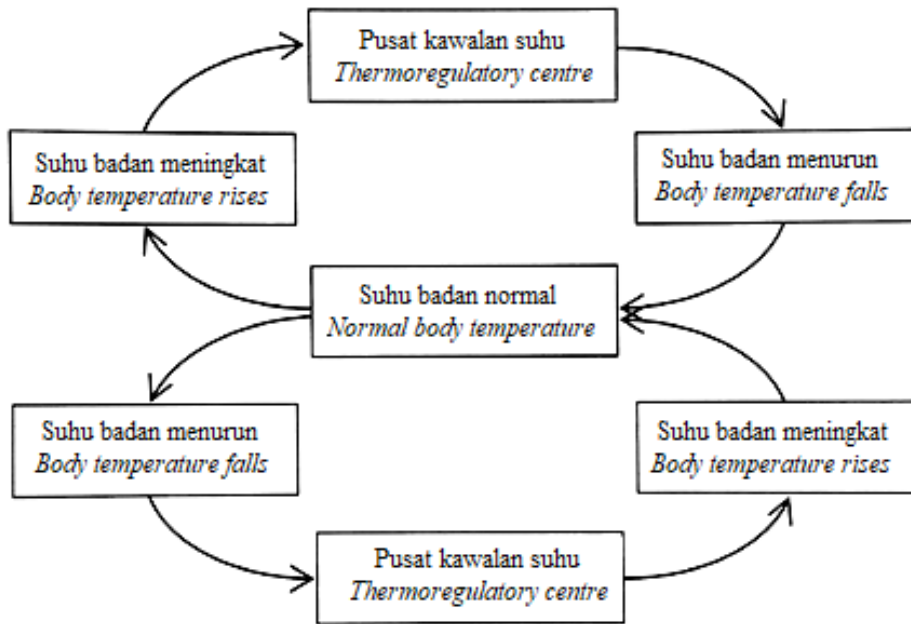 Pusat kawalan suhu
Thermoregulatory centre
Suhu badan meningkat
Body temperature rises
Suhu badan menurun
Body temperature falls
Suhu badan normal
Normal body temperature
Suhu badan menurun
Body temperature falls
Suhu badan meningkat
Body temperature rises
Pusat kawalan suhu
Thermoregulatory centre